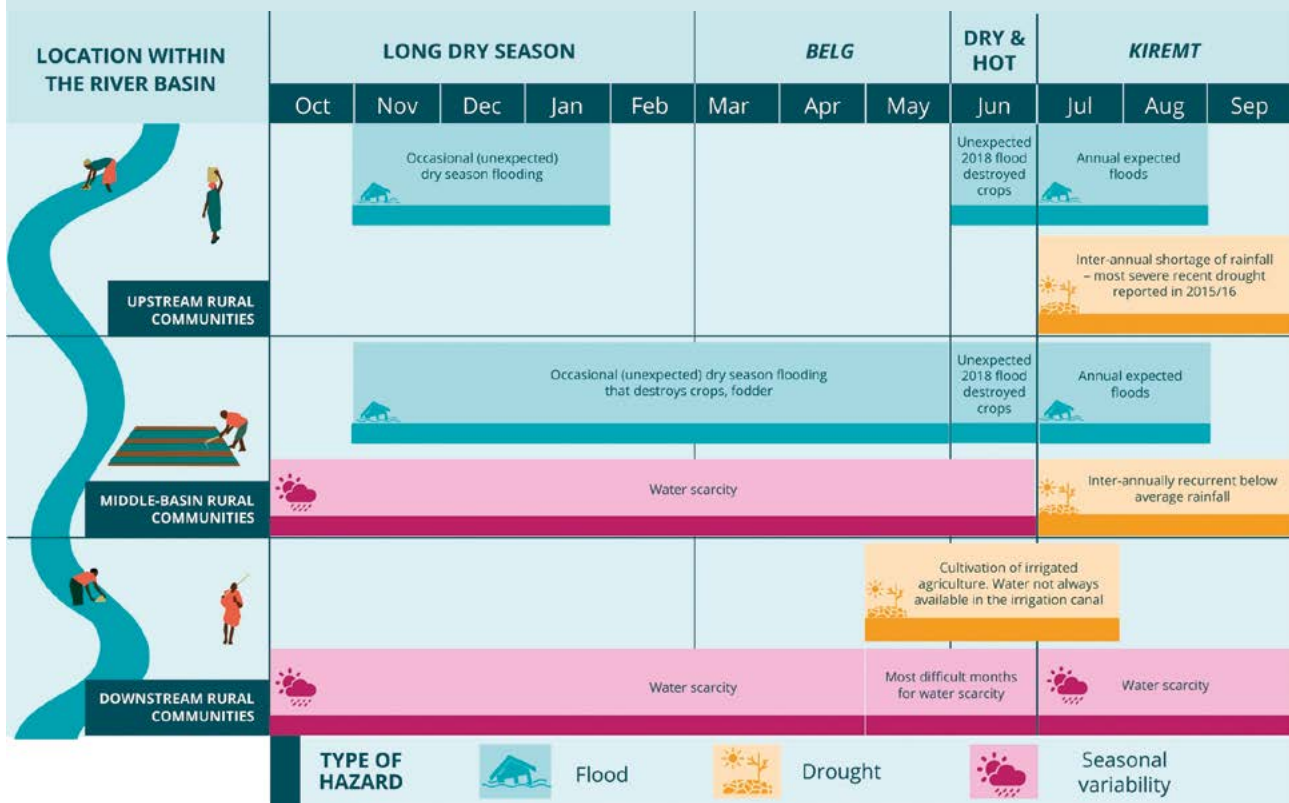 LOCATION WITHIN
THE RIVER BASIN
LONG DRY SEASON
BELG
DRY &
HOT
KIREMT
Oct
Nov
Dec
Jan
Feb
Mar
Apr
May
Jun
Jul
Aug
Sep
Occasional (unexpected)
dry season flooding
Unexpected
2018 flood
destroyed
crops
Annual expected
floods
Inter-annual shortage of rainfall
– most severe recent drought
reported in 2015/16
UPSTREAM RURAL
COMMUNITIES
Occasional (unexpected) dry season flooding
that destroys crops, fodder
Unexpected
2018 flood
destroyed
crops
Annual expected
floods
Water scarcity
Inter-annually recurrent below
average rainfall
MIDDLE-BASIN RURAL
COMMUNITIES
Cultivation of irrigated
agriculture. Water not always
available in the irrigation canal
Water scarcity
Most difficult months
for water scarcity
Water scarcity
DOWNSTREAM RURAL
COMMUNITIES
TYPE OF
HAZARD
Flood
Drought
Seasonal
variability